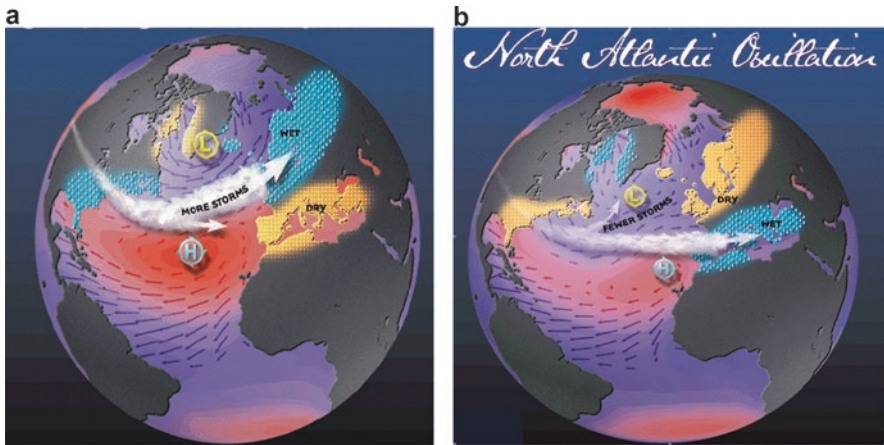 a
L
WET
MORE STORMS
DRY
H
b
North Atlantic Oscillation
L
DRY
FEWER STORMS
WET
H